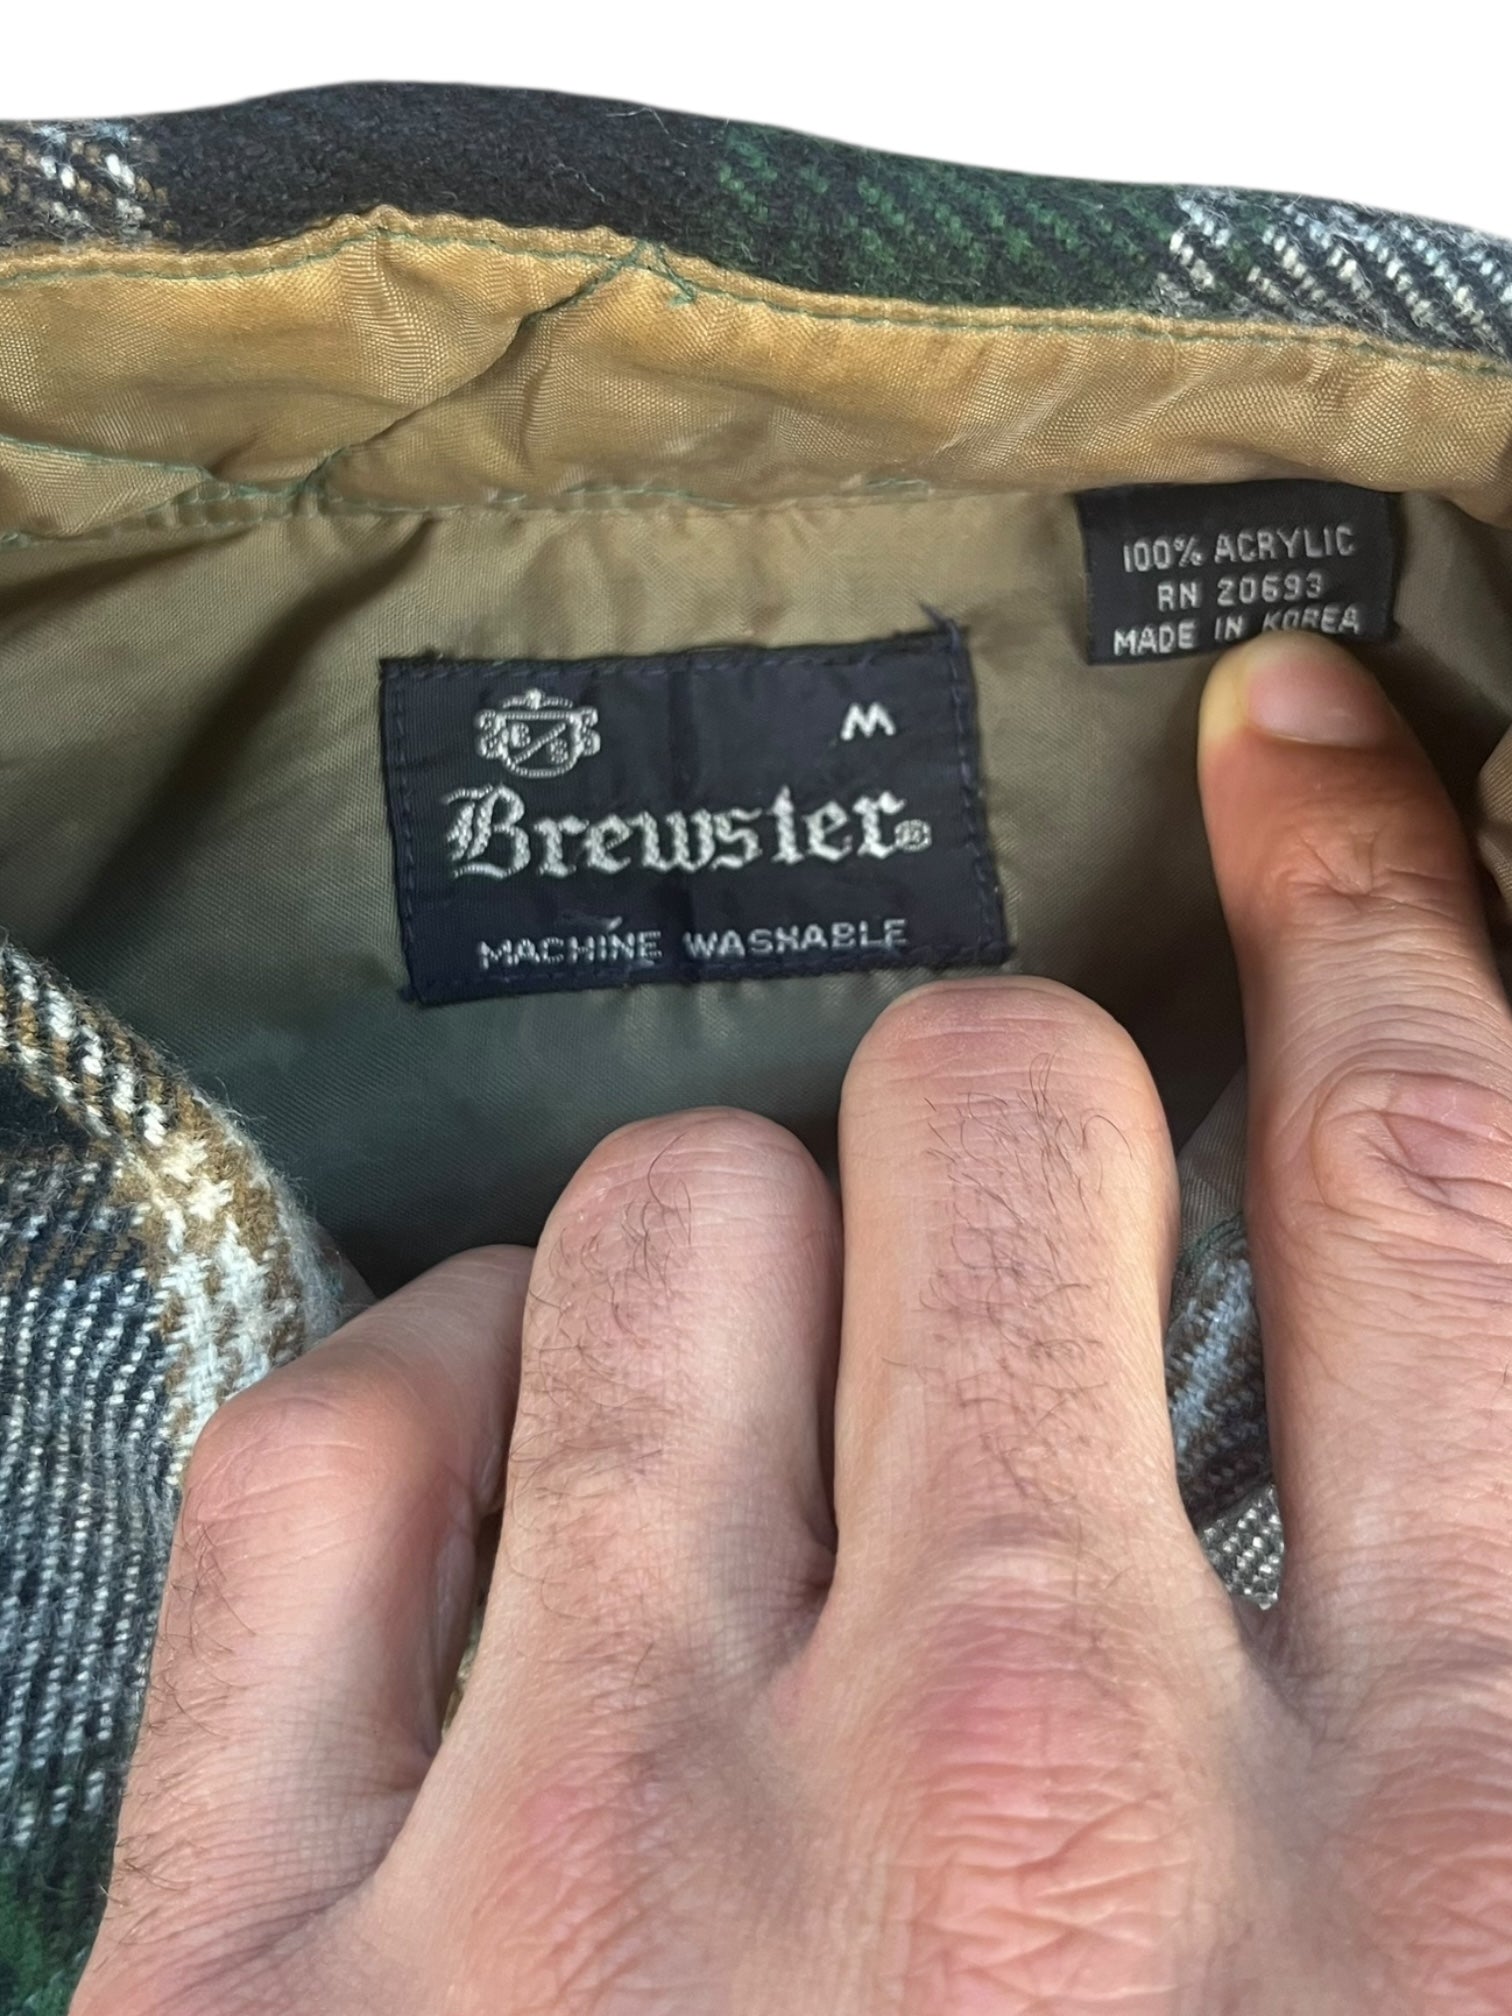 100% ACRYLIC
RN 20693
MADE IN KOREA
B/S
M
Brewster®
MACHINE WASHABLE